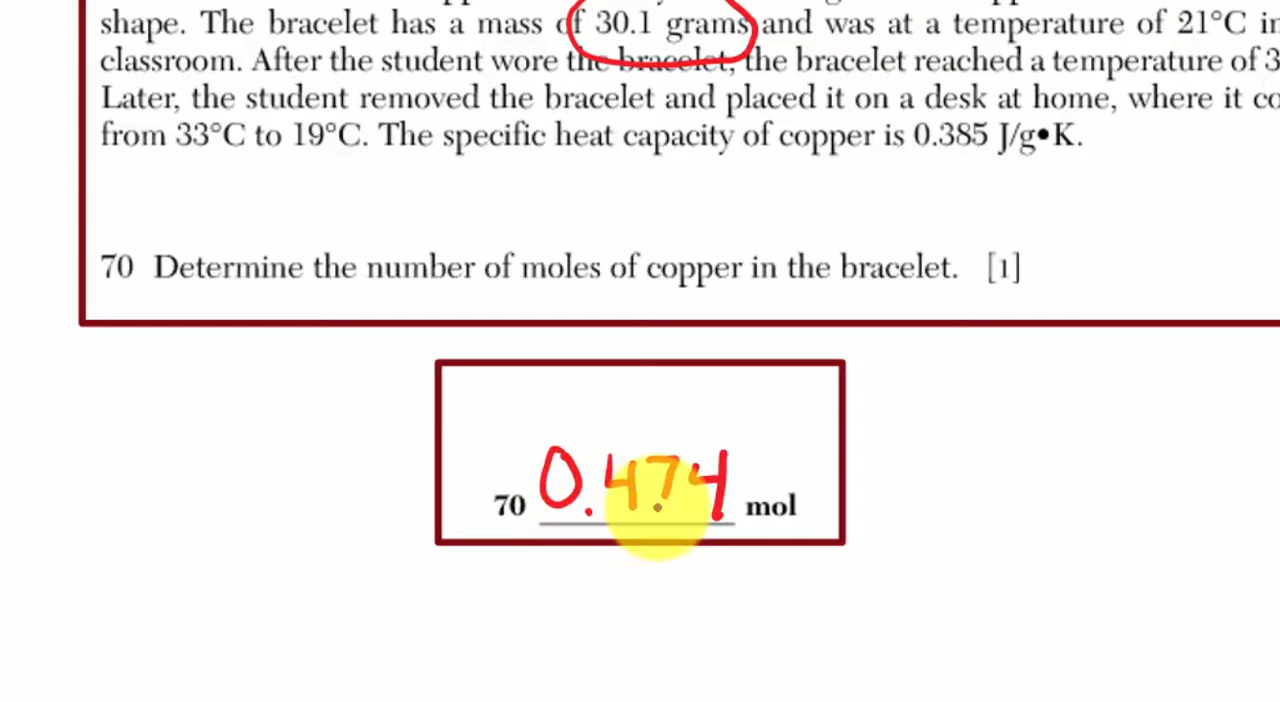 shape. The bracelet has a mass of 30.1 grams and was at a temperature of 21°C in
classroom. After the student wore the bracelet, the bracelet reached a temperature of 3
Later, the student removed the bracelet and placed it on a desk at home, where it co
from 33°C to 19°C. The specific heat capacity of copper is 0.385 J/g•K.
70 Determine the number of moles of copper in the bracelet. [1]
70 0.474 mol